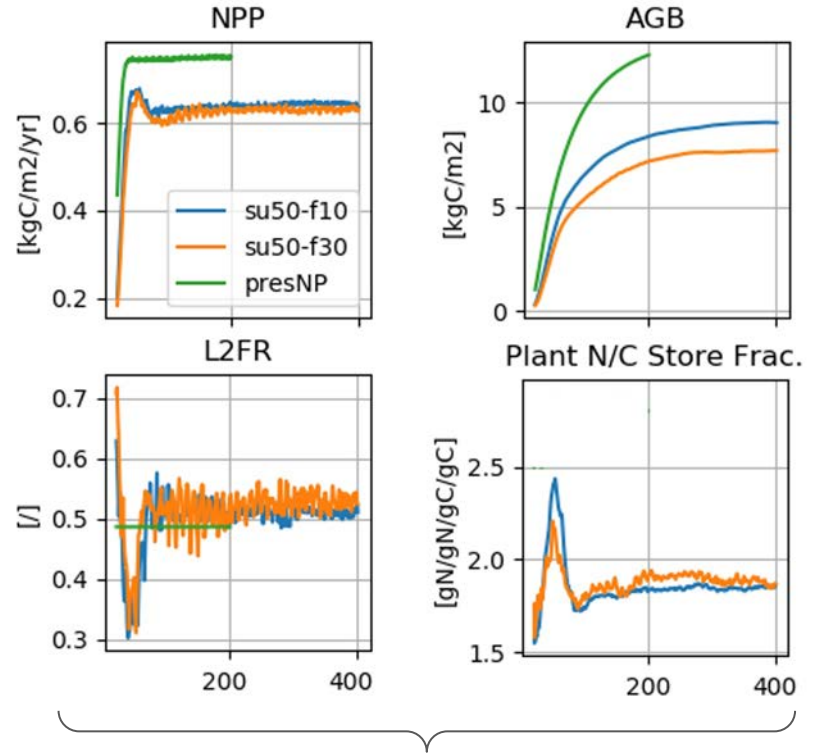 NPP
AGB
[kgC/m2/yr]
0.6
0.4
0.2
su50-f10
su50-f30
presNP
[kgC/m2]
10
5
0
L2FR
Plant N/C Store Frac.
[/]
0.7
0.6
0.5
0.4
0.3
200
400
[gN/gN/gC/gC]
2.5
2.0
1.5
200
400